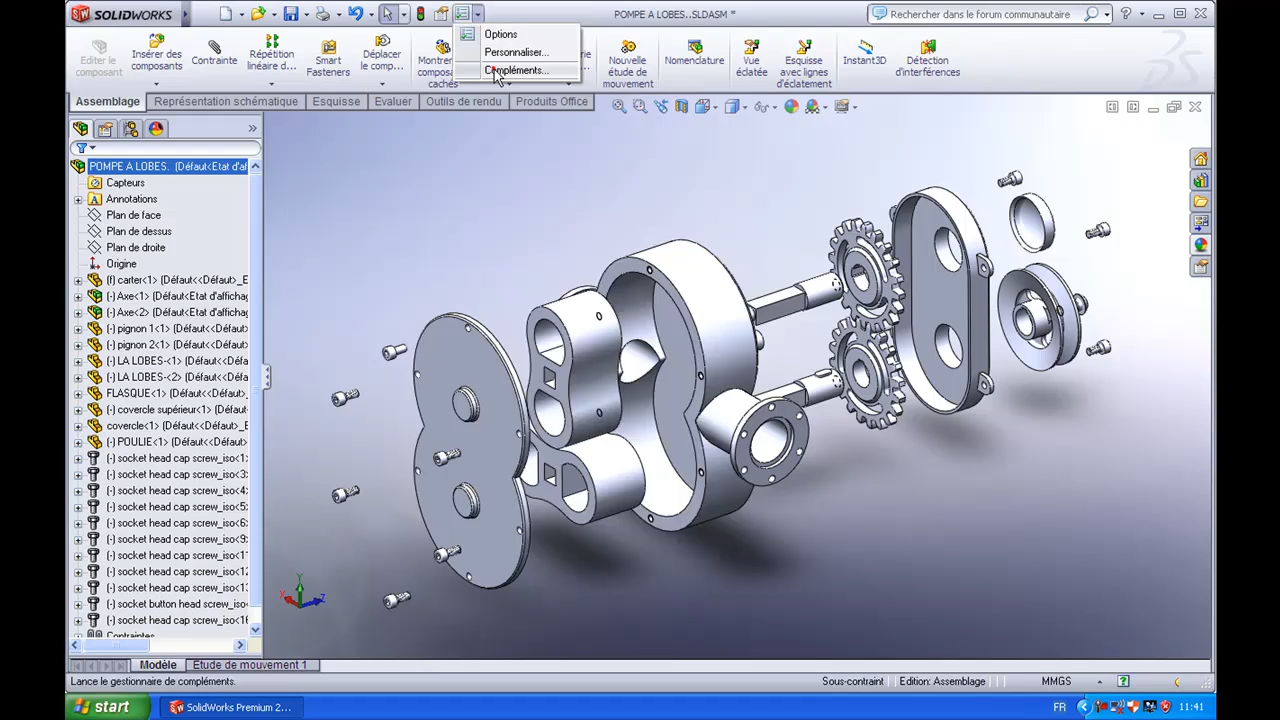 SOLIDWORKS
POMPE A LOBES..SLDASM *
Rechercher dans le forum communautaire
Options
Personnaliser...
Compléments...
Editer le composant
Insérer des composants
Contrainte
Répétition linéaire d...
Smart Fasteners
Déplacer le comp...
Montrer compos cachés
Nouvelle étude de mouvement
Nomenclature
Vue éclatée
Esquisse avec lignes d'éclatement
Instant3D
Détection d'interférences
Assemblage
Représentation schématique
Esquisse
Evaluer
Outils de rendu
Produits Office
POMPE A LOBES. (Défaut<Etat d'af
Capteurs
Annotations
Plan de face
Plan de dessus
Plan de droite
Origine
(f) carter<1> (Défaut<<Défaut>_E
(-) Axe<1> (Défaut<Etat d'affichag
(-) Axe<2> (Défaut<Etat d'affichag
(-) pignon 1<1> (Défaut<<Défaut>
(-) pignon 2<1> (Défaut<<Défaut>
(-) LA LOBES-<1> (Défaut<<Défau
(-) LA LOBES-<2> (Défaut<<Défau
FLASQUE<1> (Défaut<<Défaut>_
(-) covercle supérieur<1> (Défaut<
covercle<1> (Défaut<<Défaut>_E
(-) POULIE<1> (Défaut<<Défaut>_
(-) socket head cap screw_iso<1
(-) socket head cap screw_iso<3
(-) socket head cap screw_iso<4
(-) socket head cap screw_iso<5
(-) socket head cap screw_iso<6
(-) socket head cap screw_iso<9
(-) socket head cap screw_iso<11
(-) socket head cap screw_iso<12
(-) socket head cap screw_iso<13
(-) socket button head screw_iso<
(-) socket head cap screw_iso<16
Contraintes
Y
X
Z
Modèle
Etude de mouvement 1
Lance le gestionnaire de compléments.
Sous-contraint
Edition: Assemblage
MMGS
start
SolidWorks Premium 2...
FR
11:41